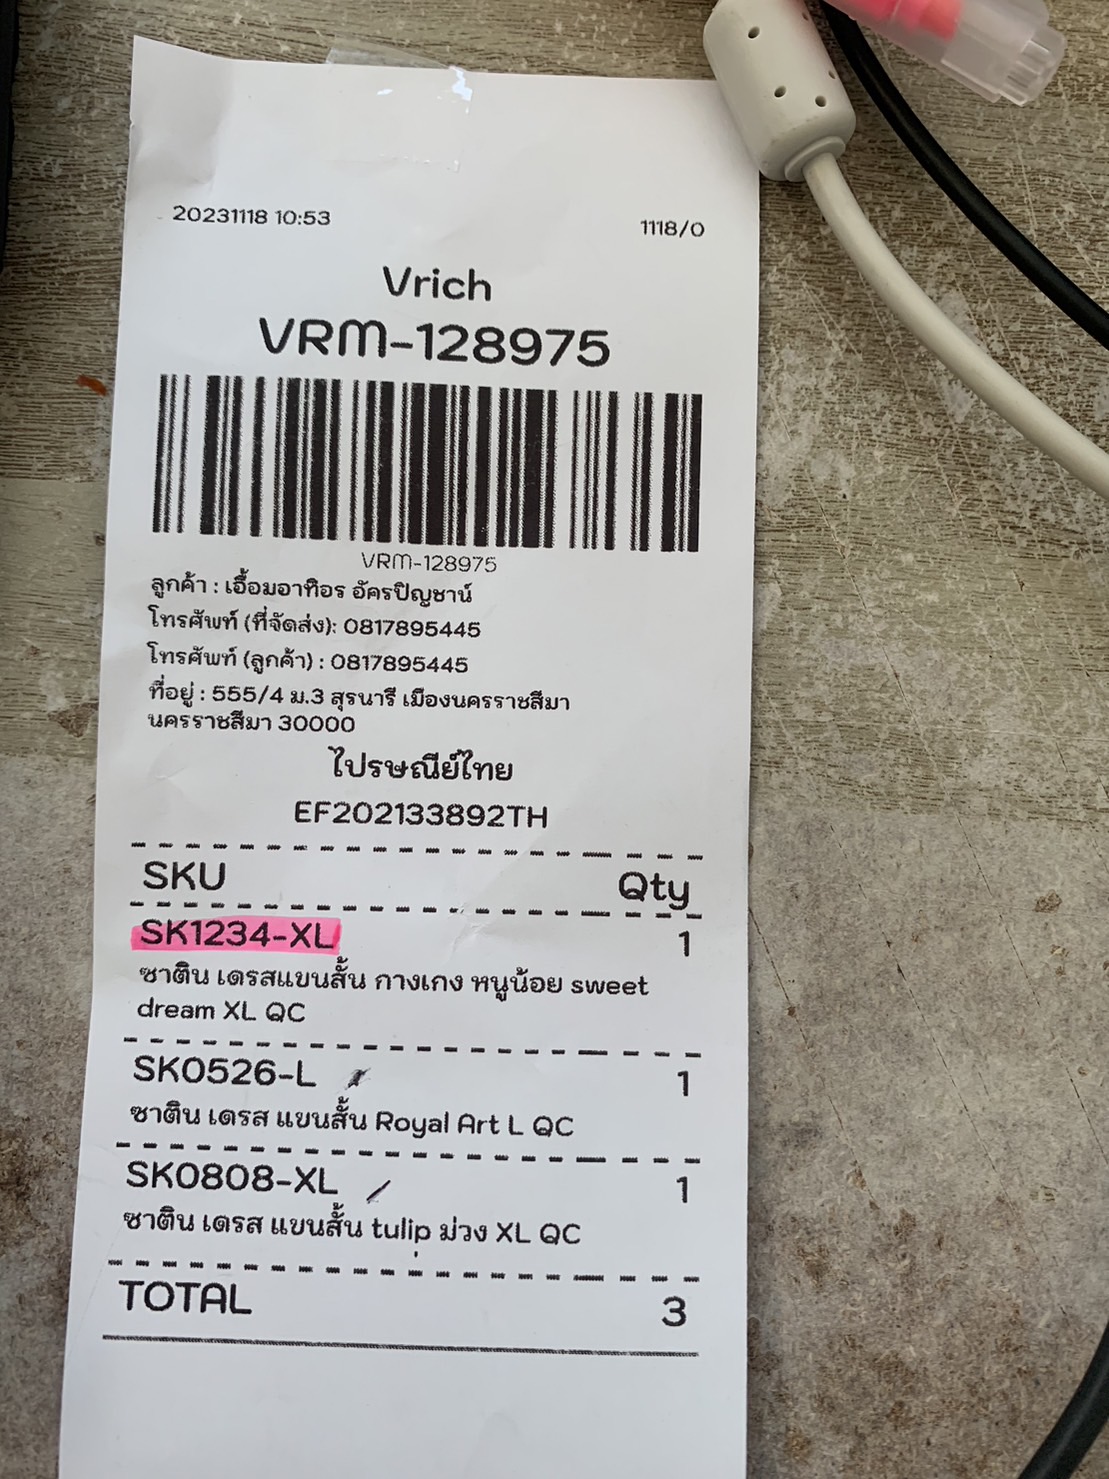 20231118 10:53 1118/0
Vrich
VRM-128975
VRM-128975
ลูกค้า : เอื้อมอาทิอร อัครปิญชาน์
โทรศัพท์ (ที่จัดส่ง): 0817895445
โทรศัพท์ (ลูกค้า) : 0817895445
ที่อยู่ : 555/4 ม.3 สุรนารี เมืองนครราชสีมา
นครราชสีมา 30000
ไปรษณีย์ไทย
EF202133892TH
SKU Qty
SK1234-XL 1
ซาติน เดรสแขนสั้น กางเกง หนูน้อย sweet
dream XL QC
SK0526-L 1
ซาติน เดรส แขนสั้น Royal Art L QC
SK0808-XL 1
ซาติน เดรส แขนสั้น tulip ม่วง XL QC
TOTAL 3